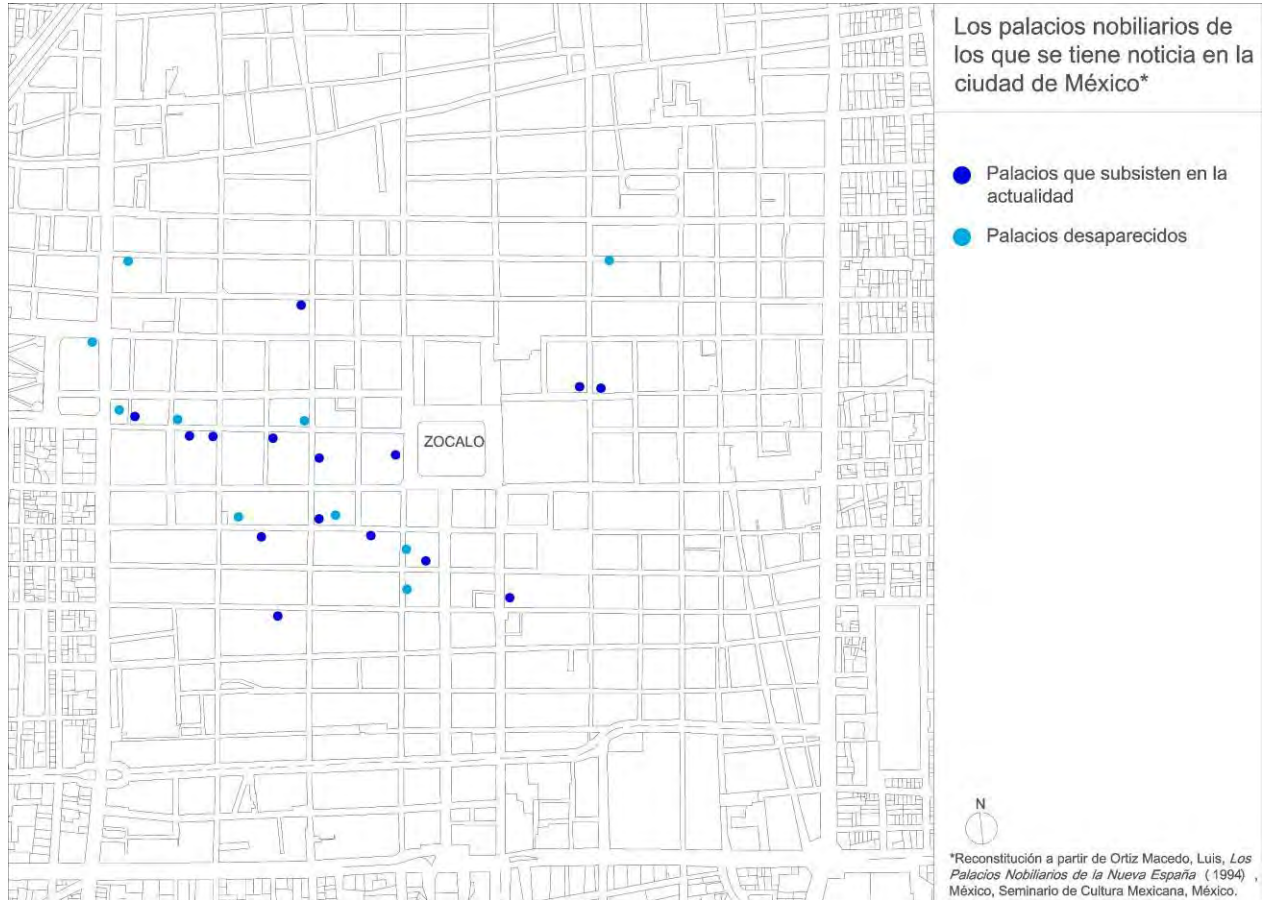 Los palacios nobiliarios de
los que se tiene noticia en la
ciudad de México*
Palacios que subsisten en la
actualidad
Palacios desaparecidos
ZOCALO
N
*Reconstitución a partir de Ortiz Macedo, Luis, Los
Palacios Nobiliarios de la Nueva España ( 1994) ,
México, Seminario de Cultura Mexicana, México.